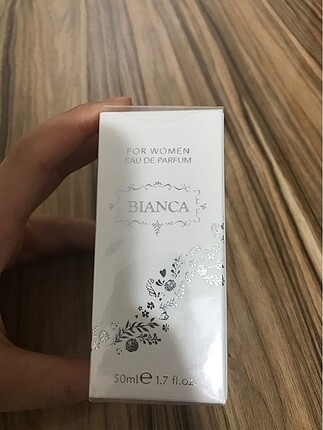 FOR WOMEN
EAU DE PARFUM
BIANCA
50ml e 1.7 fl.oz.